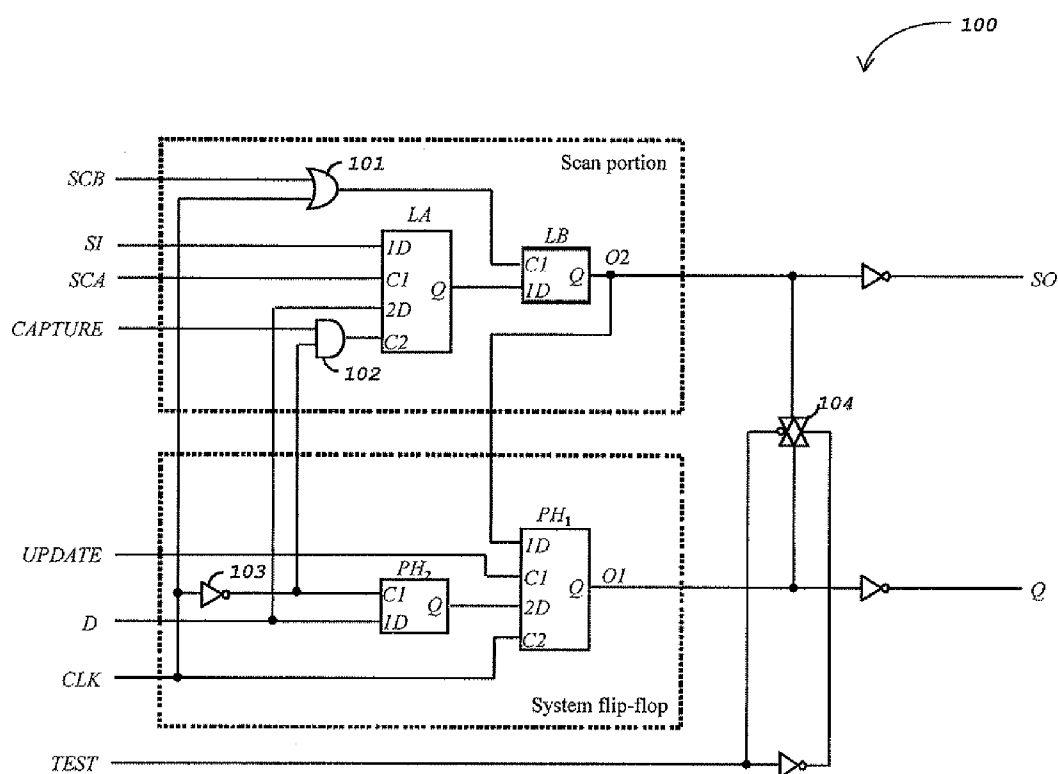 100
SCB
101
Scan portion
SI
LA
1D
LB
O2
C1
Q
1D
SO
SCA
C1
Q
2D
CAPTURE
C2
102
104
PH1
1D
UPDATE
C1
O1
103
PH2
C1
Q
1D
2D
Q
Q
D
C2
CLK
System flip-flop
TEST